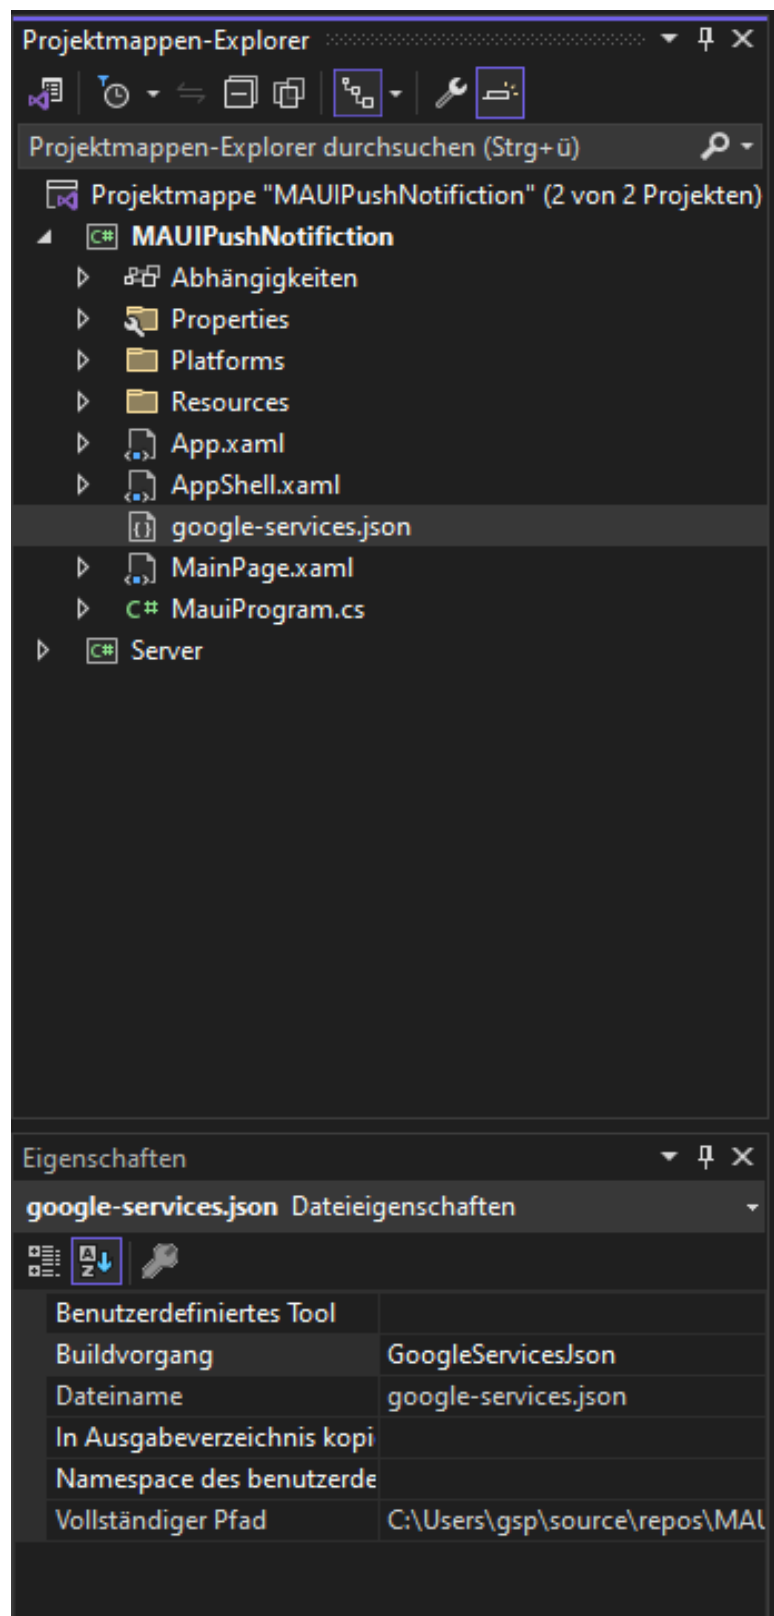 Projektmappen-Explorer
Projektmappen-Explorer durchsuchen (Strg+ü)
Projektmappe "MAUIPushNotifiction" (2 von 2 Projekten)
C# MAUIPushNotifiction
Abhängigkeiten
Properties
Platforms
Resources
App.xaml
AppShell.xaml
google-services.json
MainPage.xaml
C# MauiProgram.cs
C# Server
Eigenschaften
google-services.json Dateieigenschaften
Benutzerdefiniertes Tool
Buildvorgang GoogleServicesJson
Dateiname google-services.json
In Ausgabeverzeichnis kopi
Namespace des benutzerde
Vollständiger Pfad C:\Users\gsp\source\repos\MAU